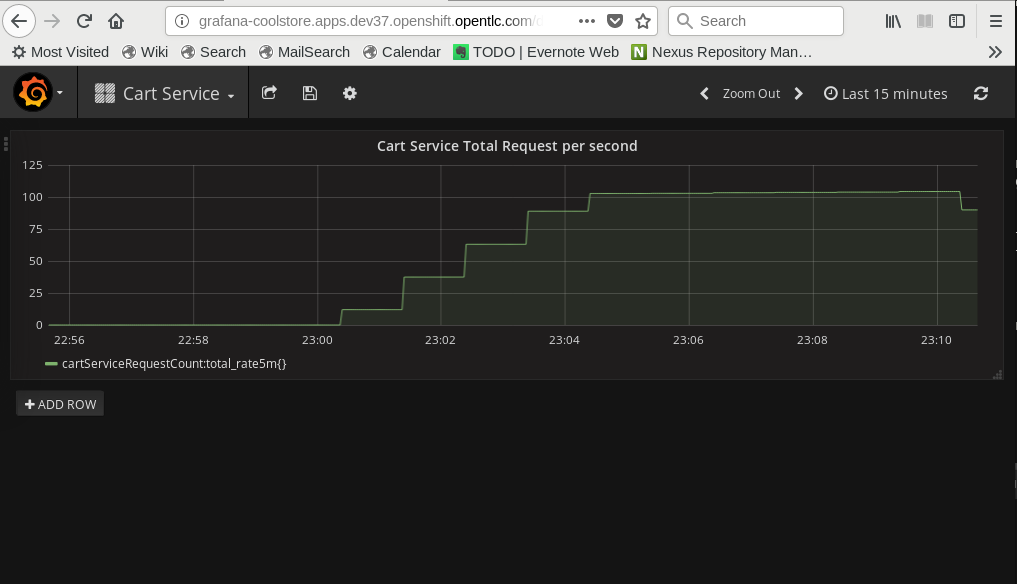 grafana-coolstore.apps.dev37.openshift.opentlc.com/d
Search
Most Visited Wiki Search MailSearch Calendar TODO | Evernote Web Nexus Repository Man…
Cart Service
Zoom Out
Last 15 minutes
Cart Service Total Request per second
125
100
75
50
25
0
22:56 22:58 23:00 23:02 23:04 23:06 23:08 23:10
cartServiceRequestCount:total_rate5m{}
ADD ROW